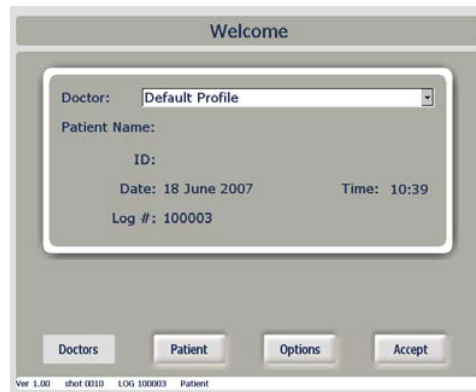 Welcome
Doctor: Default Profile
Patient Name:
ID:
Date: 18 June 2007 Time: 10:39
Log #: 100003
Doctors Patient Options Accept
Ver 1.00 shot 0010 LOG 100003 Patient